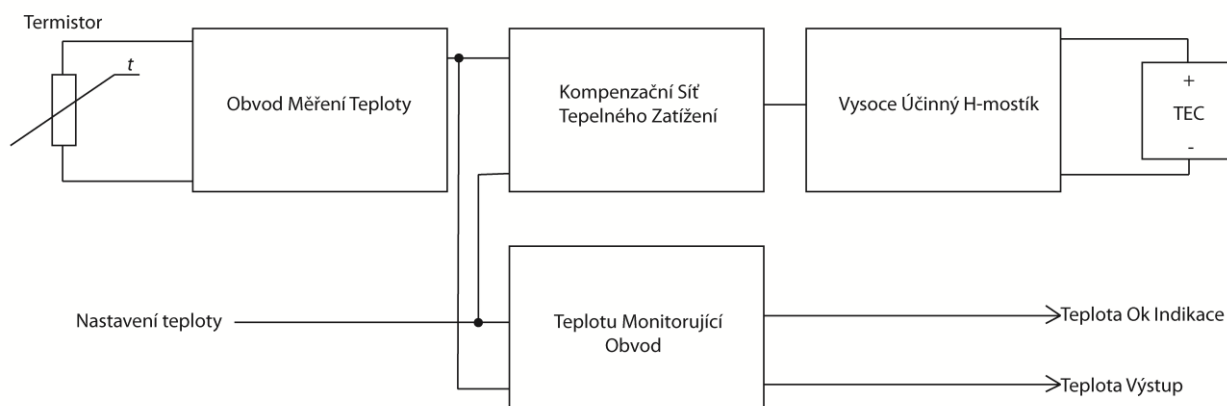 Termistor
t
Obvod Měření Teploty
Kompenzační Síť
Tepelného Zatížení
Vysoce Účinný H-mostík
+
TEC
-
Nastavení teploty
Teplotu Monitorující
Obvod
Teplota Ok Indikace
Teplota Výstup